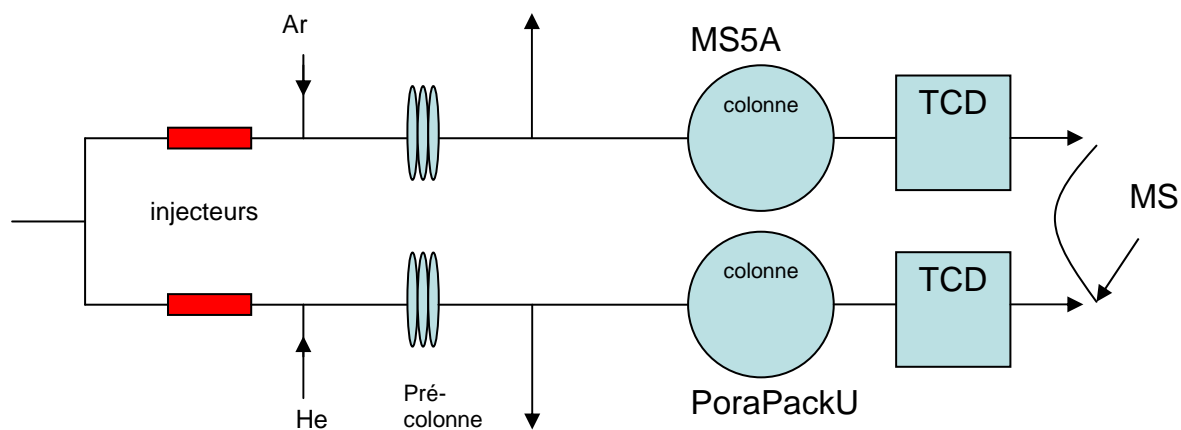 Ar
MS5A
colonne
TCD
injecteurs
MS
colonne
TCD
He
Pré-
colonne
PoraPackU